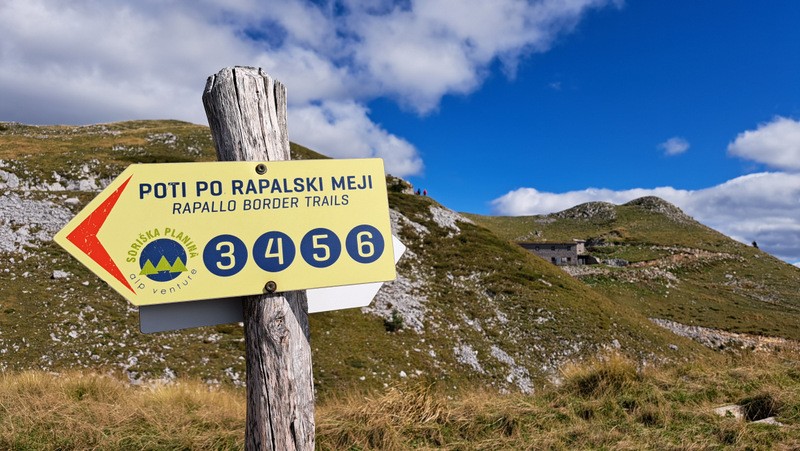 POTI PO RAPALSKI MEJI
RAPALLO BORDER TRAILS
SORIŠKA PLANINA
alp venture
3 4 5 6